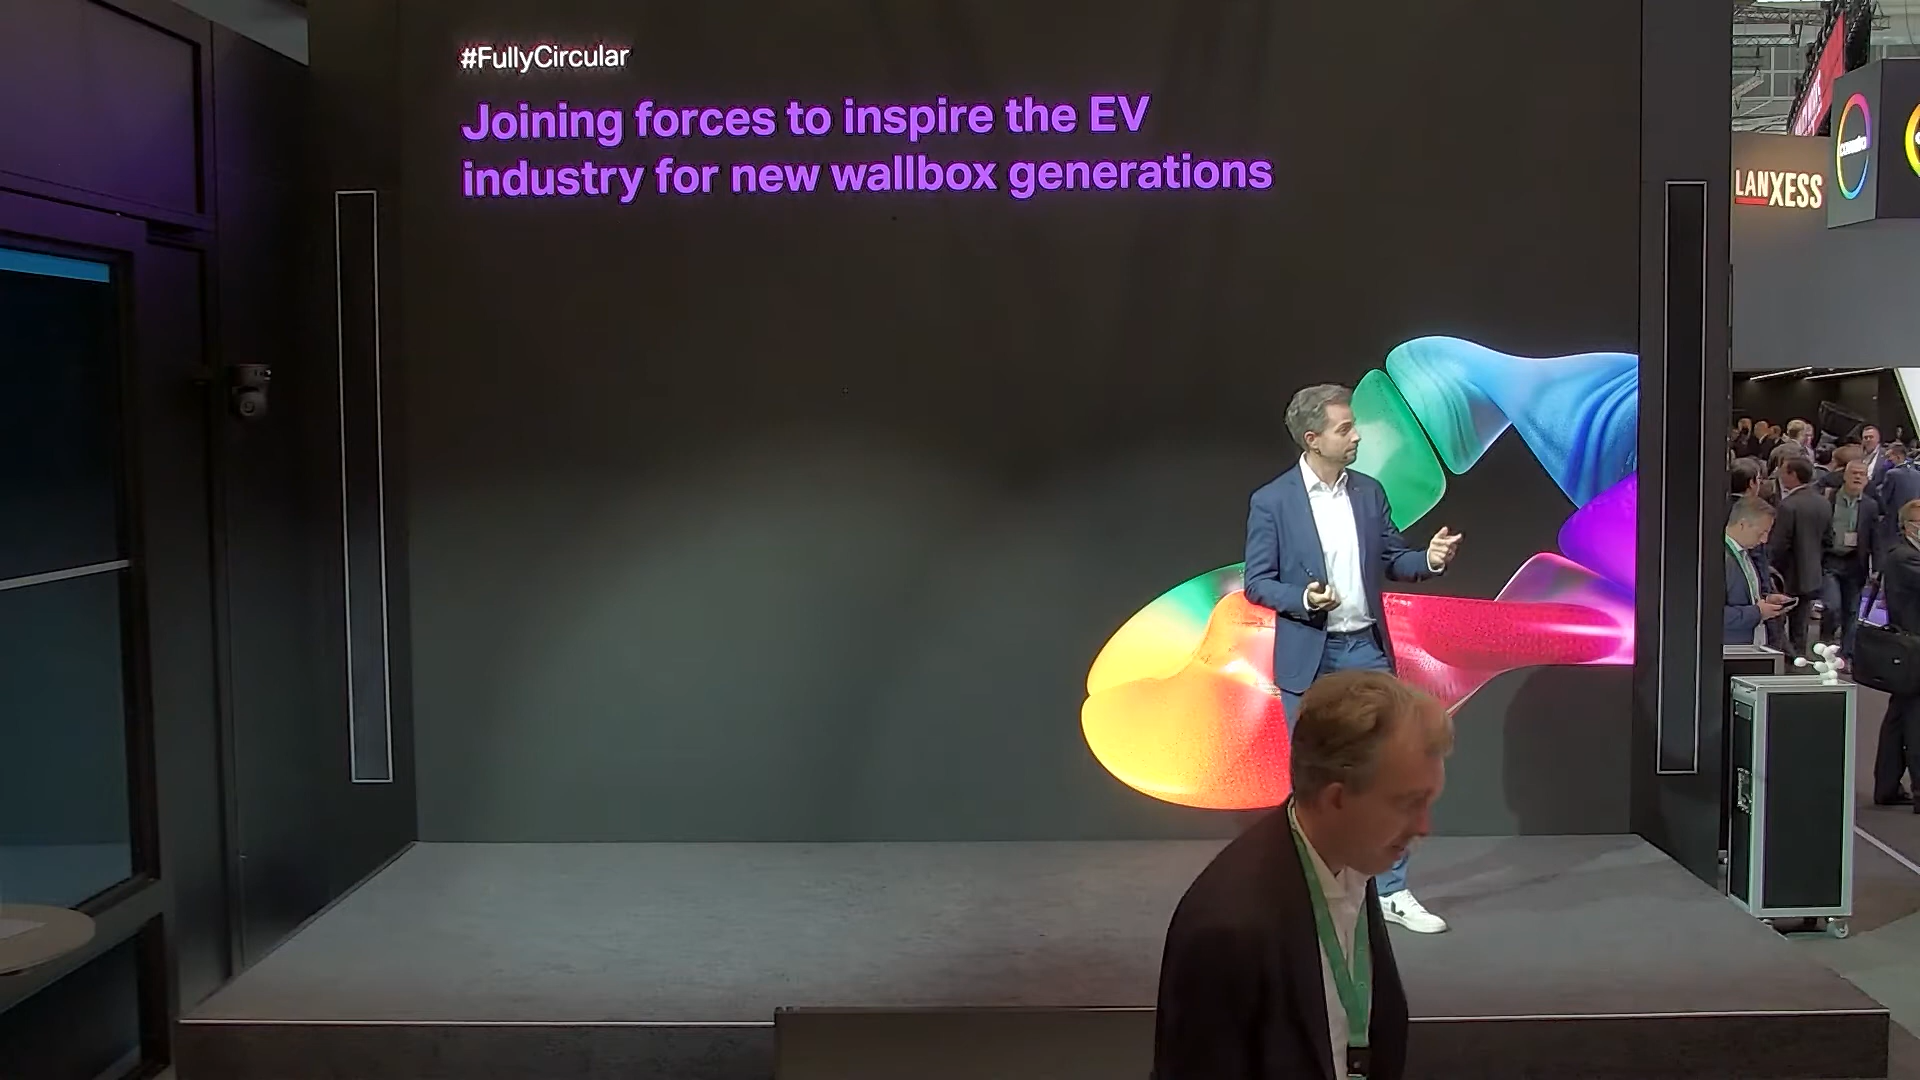 #FullyCircular
Joining forces to inspire the EV
industry for new wallbox generations
LANXESS